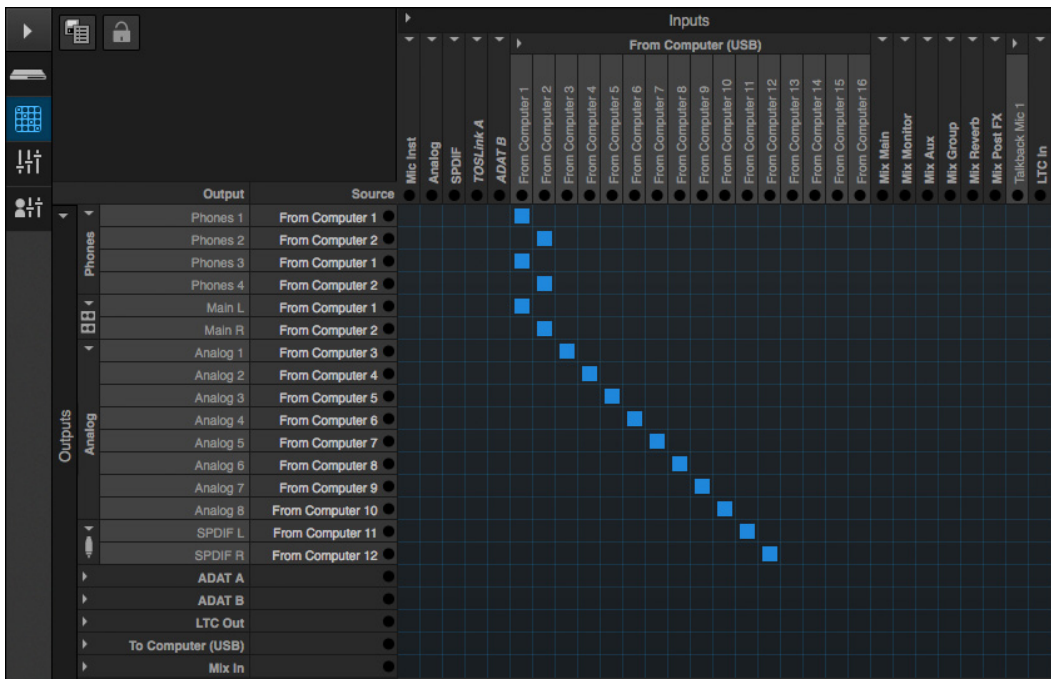 Inputs
From Computer (USB)
Mic Inst
Analog
SPDIF
TOSLink A
ADAT B
From Computer 1
From Computer 2
From Computer 3
From Computer 4
From Computer 5
From Computer 6
From Computer 7
From Computer 8
From Computer 9
From Computer 10
From Computer 11
From Computer 12
From Computer 13
From Computer 14
From Computer 15
From Computer 16
Mix Main
Mix Monitor
Mix Aux
Mix Group
Mix Reverb
Mix Post FX
Talkback Mic 1
LTC In
Output Source
Outputs
Phones
Phones 1 From Computer 1
Phones 2 From Computer 2
Phones 3 From Computer 1
Phones 4 From Computer 2
Main L From Computer 1
Main R From Computer 2
Analog
Analog 1 From Computer 3
Analog 2 From Computer 4
Analog 3 From Computer 5
Analog 4 From Computer 6
Analog 5 From Computer 7
Analog 6 From Computer 8
Analog 7 From Computer 9
Analog 8 From Computer 10
SPDIF L From Computer 11
SPDIF R From Computer 12
ADAT A
ADAT B
LTC Out
To Computer (USB)
Mix In